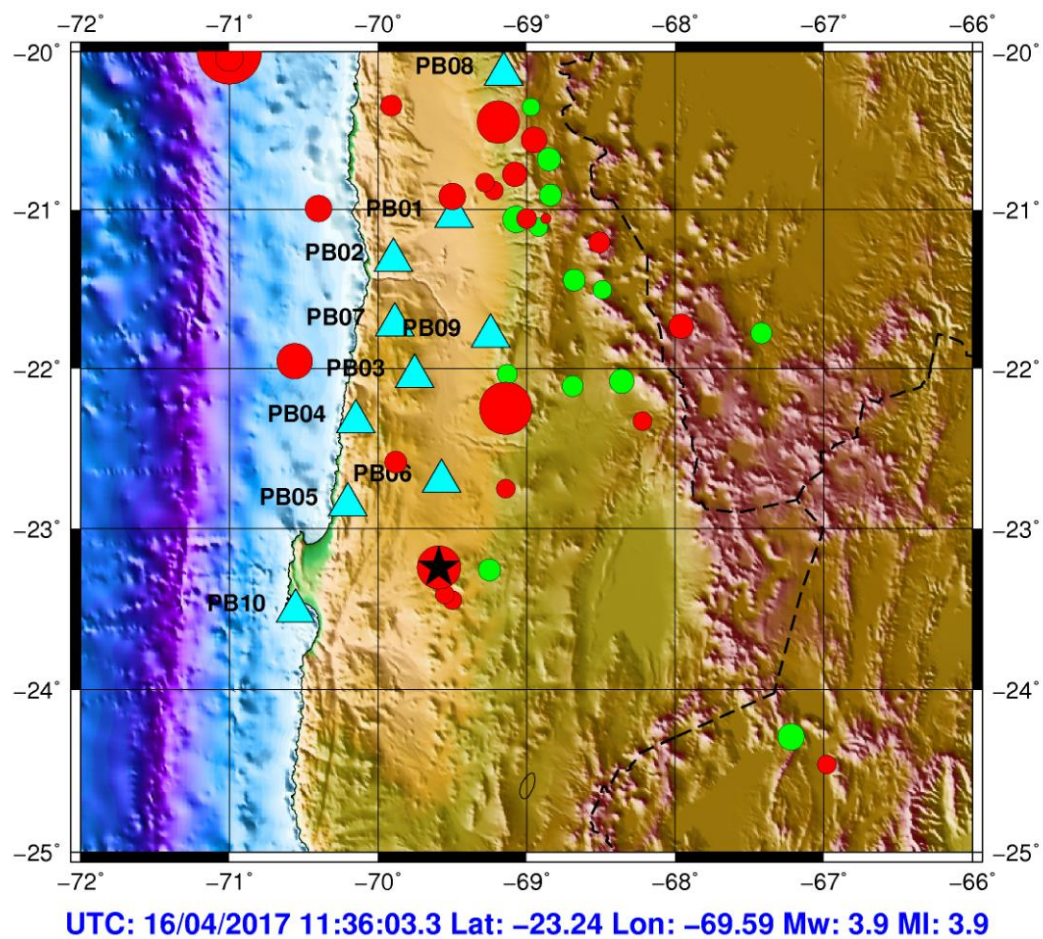 −72° −71° −70° −69° −68° −67° −66°
−20° −20°
PB08
−21° −21°
PB01
PB02
PB07 PB09
−22° −22°
PB03
PB04
PB06
PB05
−23° −23°
PB10
−24° −24°
−25° −25°
−72° −71° −70° −69° −68° −67° −66°
UTC: 16/04/2017 11:36:03.3 Lat: −23.24 Lon: −69.59 Mw: 3.9 Ml: 3.9